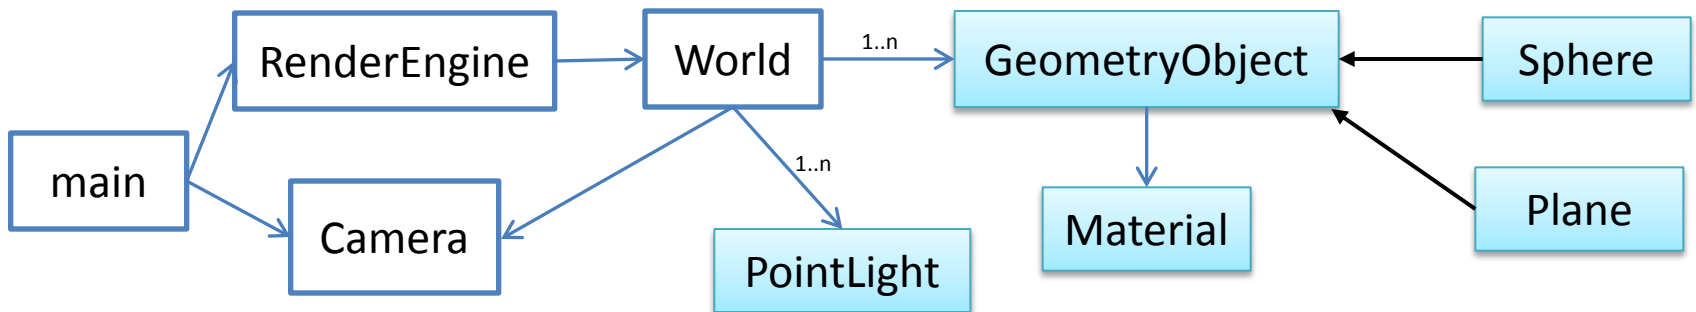 RenderEngine
World
1..n
GeometryObject
Sphere
main
Camera
1..n
PointLight
Material
Plane